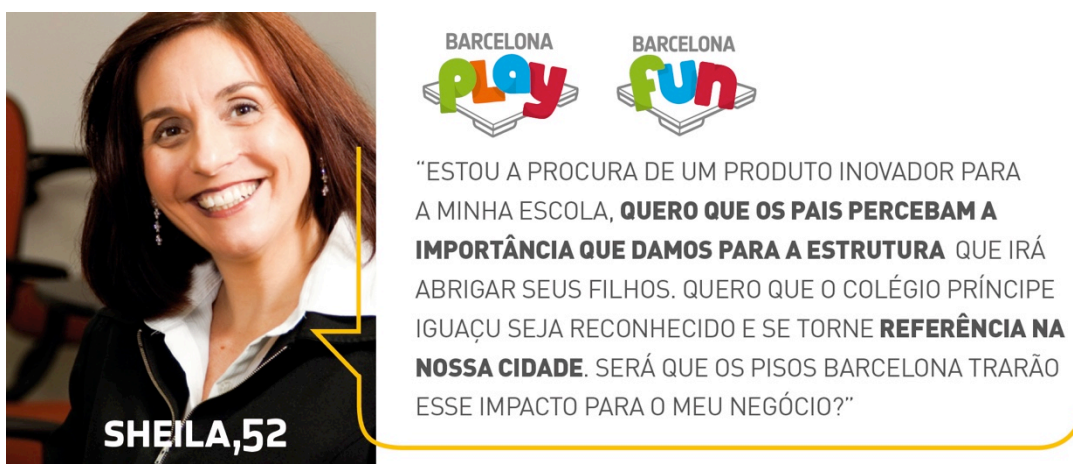 BARCELONA
PLAY
BARCELONA
FUN
“ESTOU A PROCURA DE UM PRODUTO INOVADOR PARA
A MINHA ESCOLA, QUERO QUE OS PAIS PERCEBAM A
IMPORTÂNCIA QUE DAMOS PARA A ESTRUTURA QUE IRÁ
ABRIGAR SEUS FILHOS. QUERO QUE O COLÉGIO PRÍNCIPE
IGUAÇU SEJA RECONHECIDO E SE TORNE REFERÊNCIA NA
NOSSA CIDADE. SERÁ QUE OS PISOS BARCELONA TRARÃO
ESSE IMPACTO PARA O MEU NEGÓCIO?”
SHEILA,52